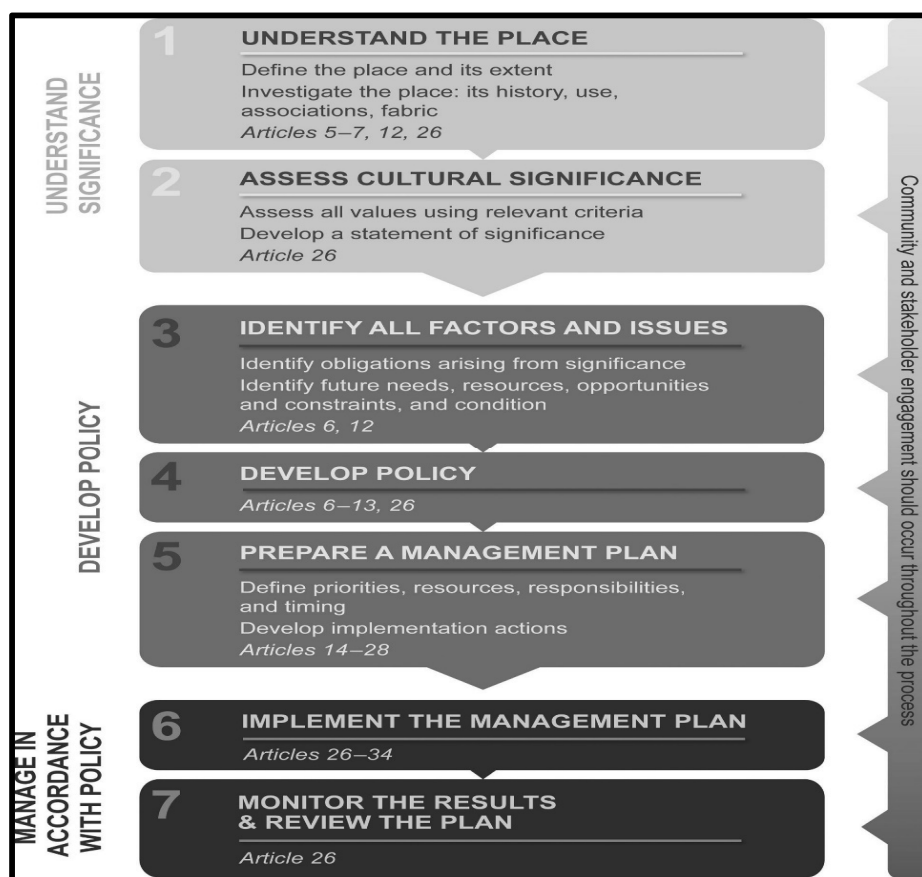 UNDERSTAND
SIGNIFICANCE
1
UNDERSTAND THE PLACE
Define the place and its extent
Investigate the place: its history, use,
associations, fabric
Articles 5–7, 12, 26
2
ASSESS CULTURAL SIGNIFICANCE
Assess all values using relevant criteria
Develop a statement of significance
Article 26
DEVELOP POLICY
3
IDENTIFY ALL FACTORS AND ISSUES
Identify obligations arising from significance
Identify future needs, resources, opportunities
and constraints, and condition
Articles 6, 12
4
DEVELOP POLICY
Articles 6–13, 26
5
PREPARE A MANAGEMENT PLAN
Define priorities, resources, responsibilities,
and timing
Develop implementation actions
Articles 14–28
MANAGE IN
ACCORDANCE
WITH POLICY
6
IMPLEMENT THE MANAGEMENT PLAN
Articles 26–34
7
MONITOR THE RESULTS
& REVIEW THE PLAN
Article 26
Community and stakeholder engagement should occur throughout the process